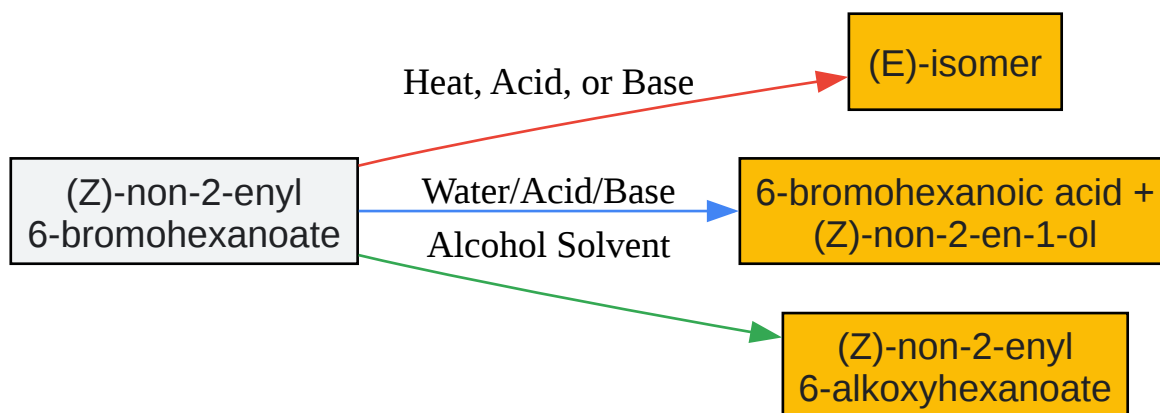 Heat, Acid, or Base
(E)-isomer
(Z)-non-2-enyl
6-bromohexanoate
Water/Acid/Base
6-bromohexanoic acid +
(Z)-non-2-en-1-ol
Alcohol Solvent
(Z)-non-2-enyl
6-alkoxyhexanoate